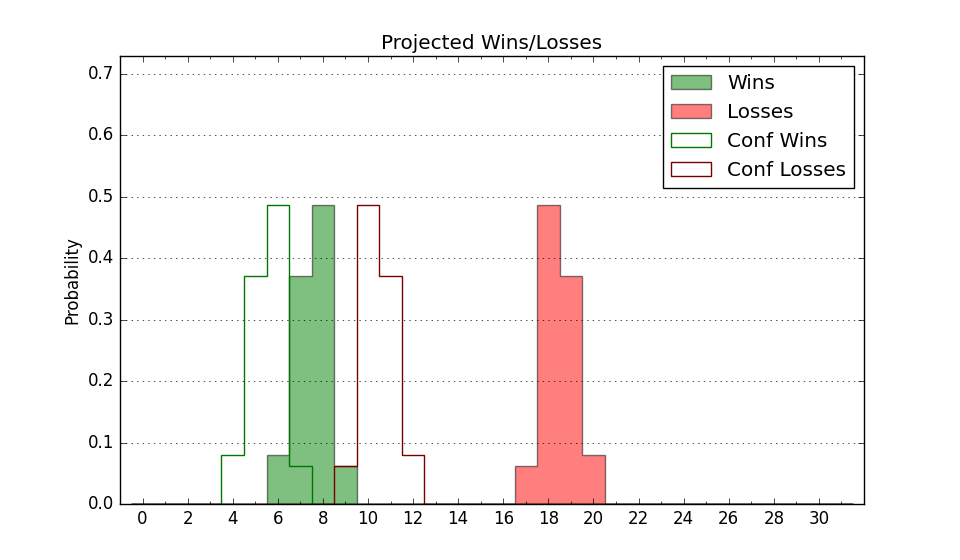 Projected Wins/Losses
Wins
Losses
Conf Wins
Conf Losses
Probability
0.7
0.6
0.5
0.4
0.3
0.2
0.1
0.0
0 2 4 6 8 10 12 14 16 18 20 22 24 26 28 30